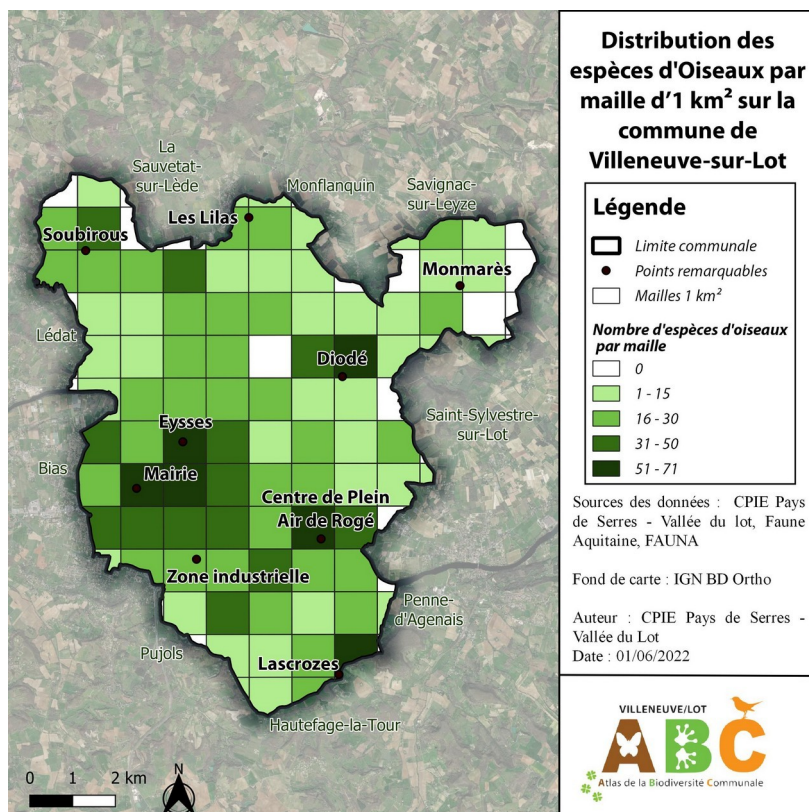 Distribution des
espèces d'Oiseaux par
maille d'1 km² sur la
commune de
Villeneuve-sur-Lot
Légende
Limite communale
Points remarquables
Mailles 1 km²
Nombre d'espèces d'oiseaux
par maille
0
1 - 15
16 - 30
31 - 50
51 - 71
Sources des données : CPIE Pays
de Serres - Vallée du lot, Faune
Aquitaine, FAUNA
Fond de carte : IGN BD Ortho
Auteur : CPIE Pays de Serres -
Vallée du Lot
Date : 01/06/2022
VILLENEUVE/LOT
ABC
Atlas de la Biodiversité Communale
La
Sauvetat-
sur-Lède
Monflanquin
Savignac-
sur-Leyze
Les Lilas
Soubirous
Monmarès
Lédat
Diodé
Saint-Sylvestre-
sur-Lot
Eysses
Bias
Mairie
Centre de Plein
Air de Rogé
Zone industrielle
Penne-
d'Agenais
Pujols
Lascrozes
Hautefage-la-Tour
0 1 2 km
N